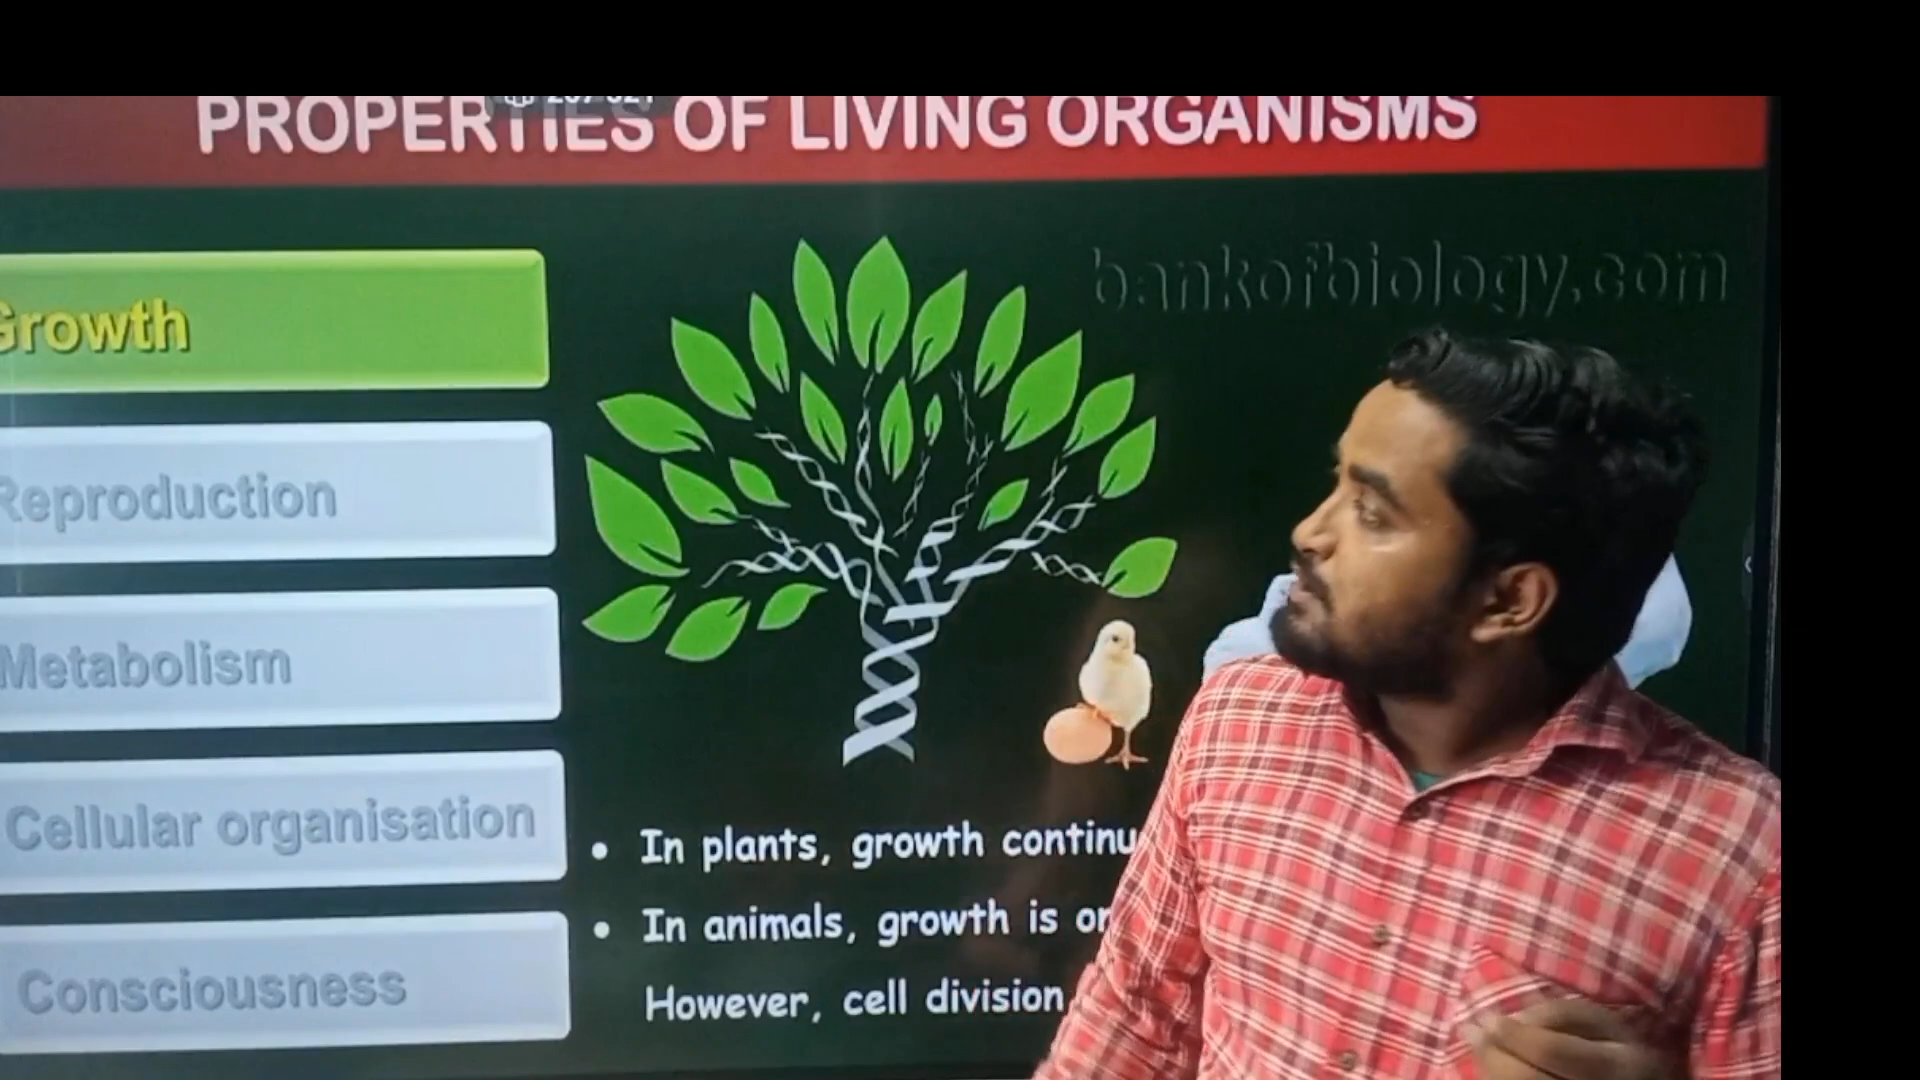 PROPERTIES OF LIVING ORGANISMS
bankofbiology.com
Growth
Reproduction
Metabolism
Cellular organisation
Consciousness
• In plants, growth continu
• In animals, growth is or
However, cell division